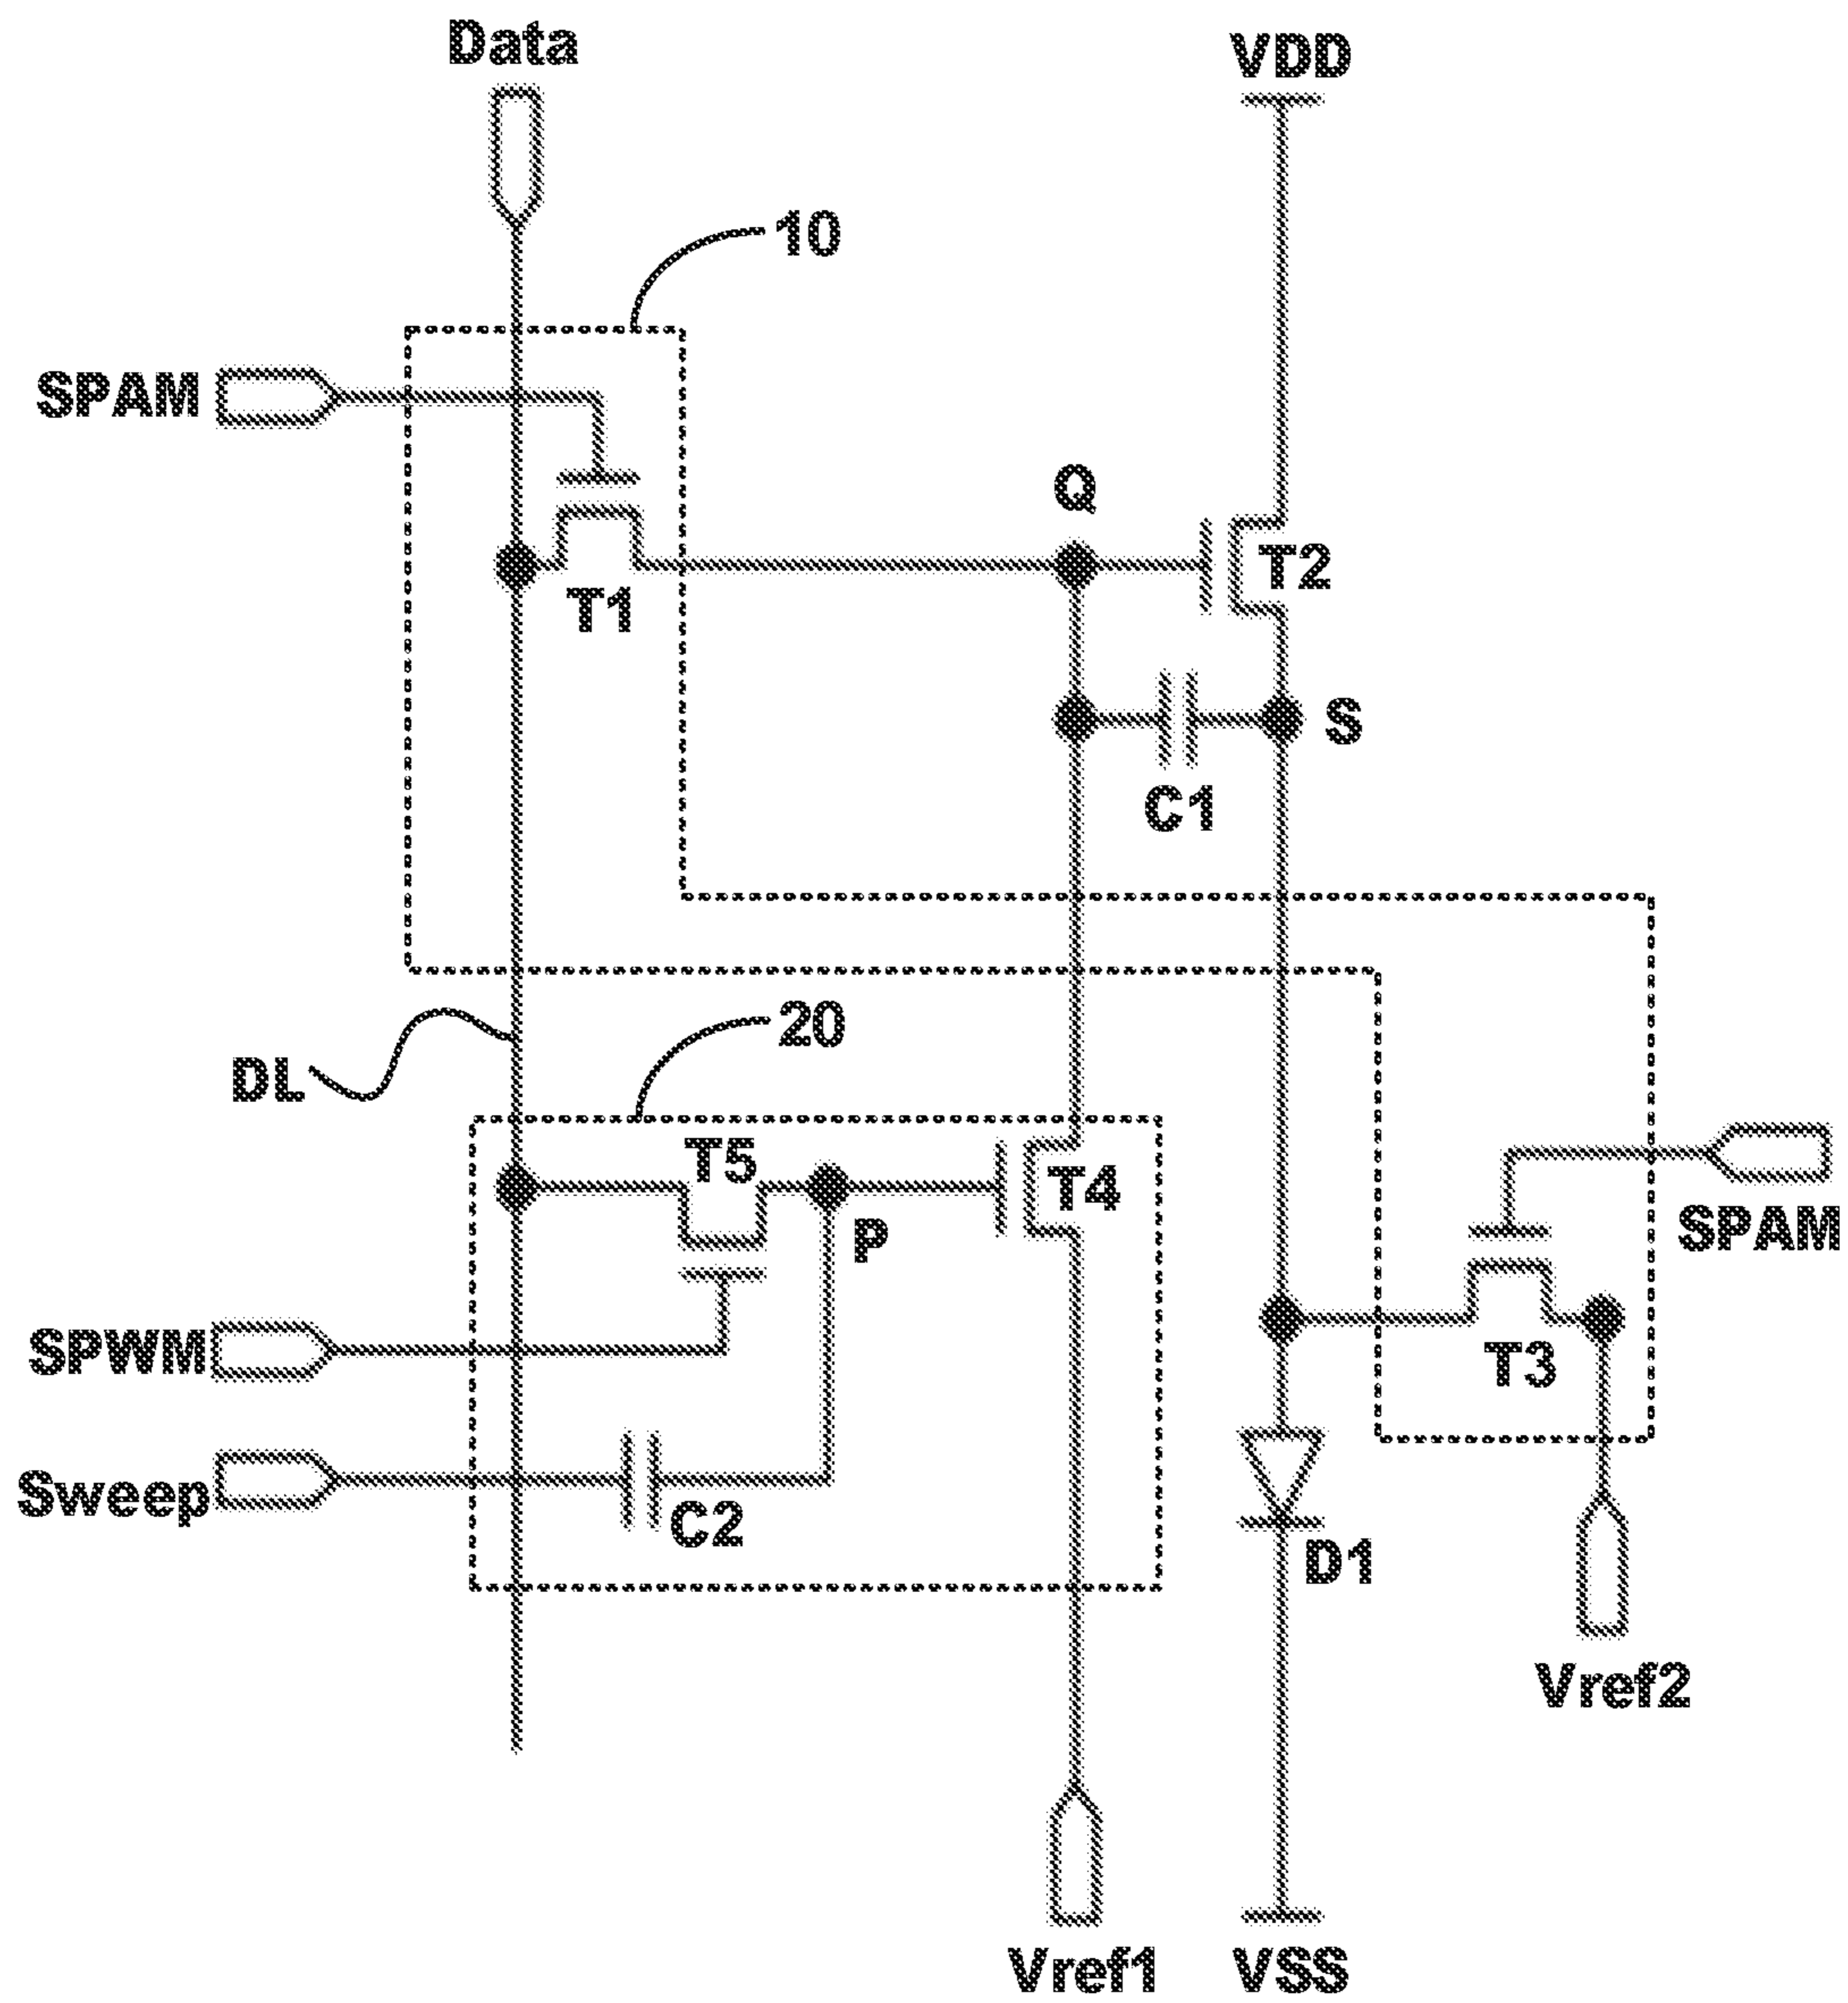 Data
VDD
10
SPAM
Q
T2
T1
S
C1
20
DL
T5
T4
P
SPAM
SPWM
T3
Sweep
C2
D1
Vref2
Vref1
VSS